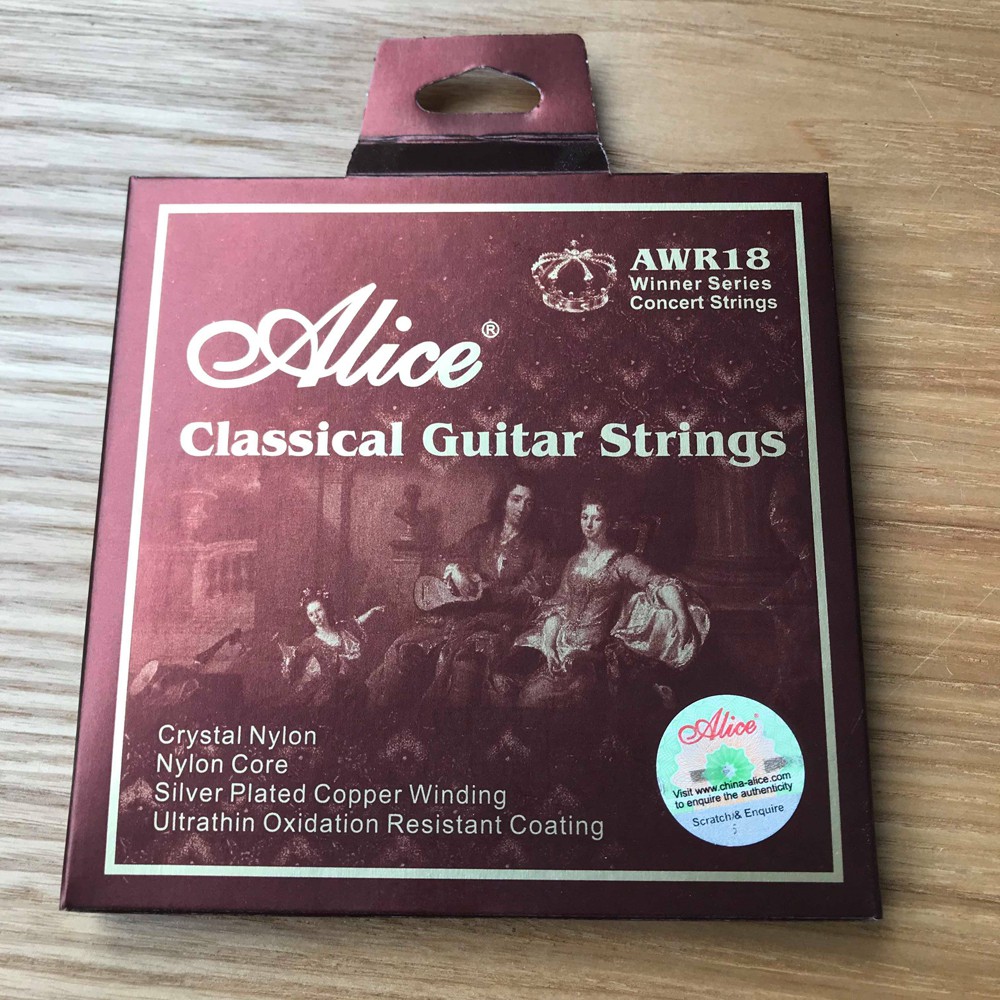 AWR18
Winner Series
Concert Strings
Alice®
Classical Guitar Strings
Crystal Nylon
Nylon Core
Silver Plated Copper Winding
Ultrathin Oxidation Resistant Coating
Alice®
Visit www.china-alice.com
to enquire the authenticity
Scratch & Enquire